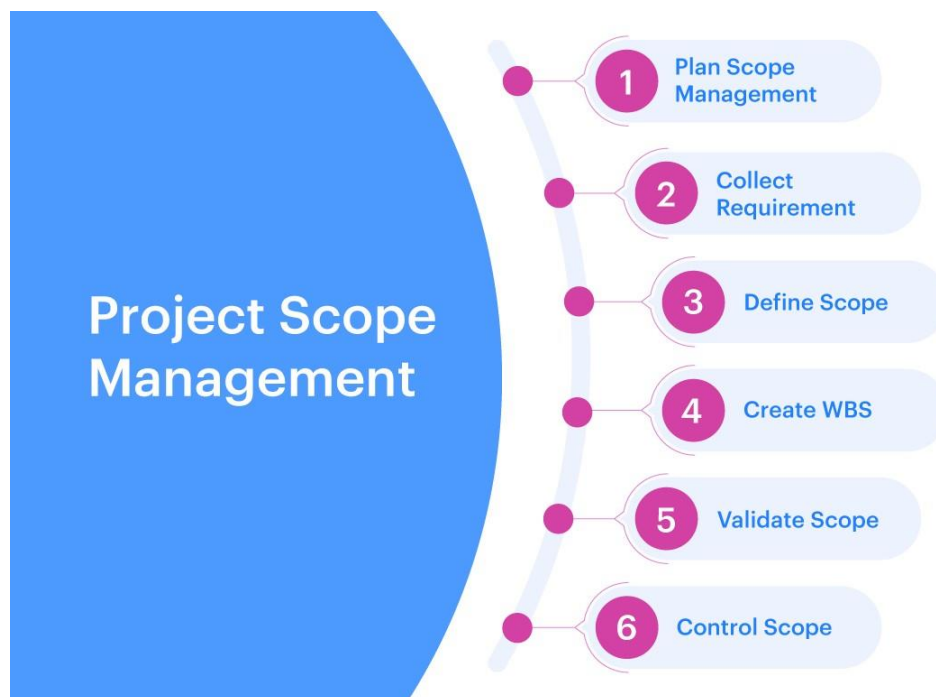 Project Scope
Management
1
Plan Scope
Management
2
Collect
Requirement
3
Define Scope
4
Create WBS
5
Validate Scope
6
Control Scope